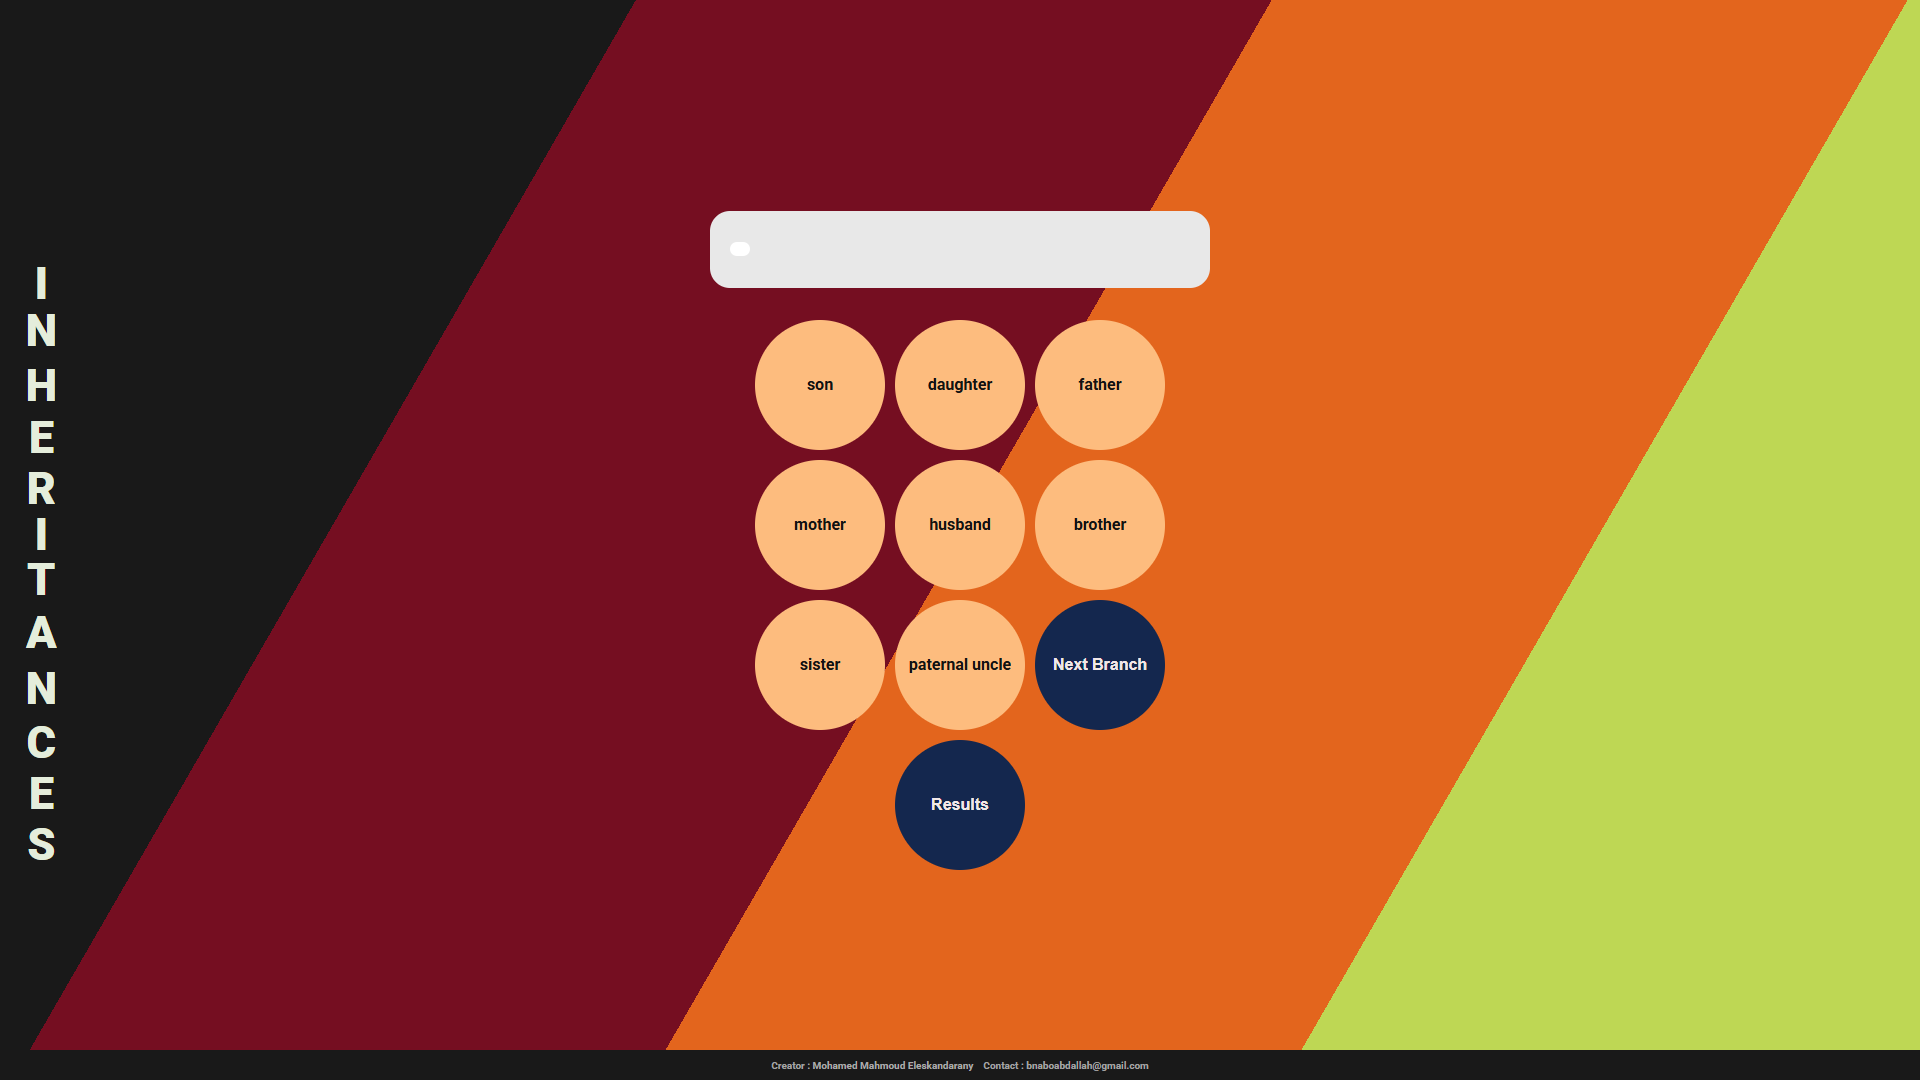 INHERITANCES
son
daughter
father
mother
husband
brother
sister
paternal uncle
Next Branch
Results
Creator : Mohamed Mahmoud Eleskandarany Contact : bnaboabdallah@gmail.com